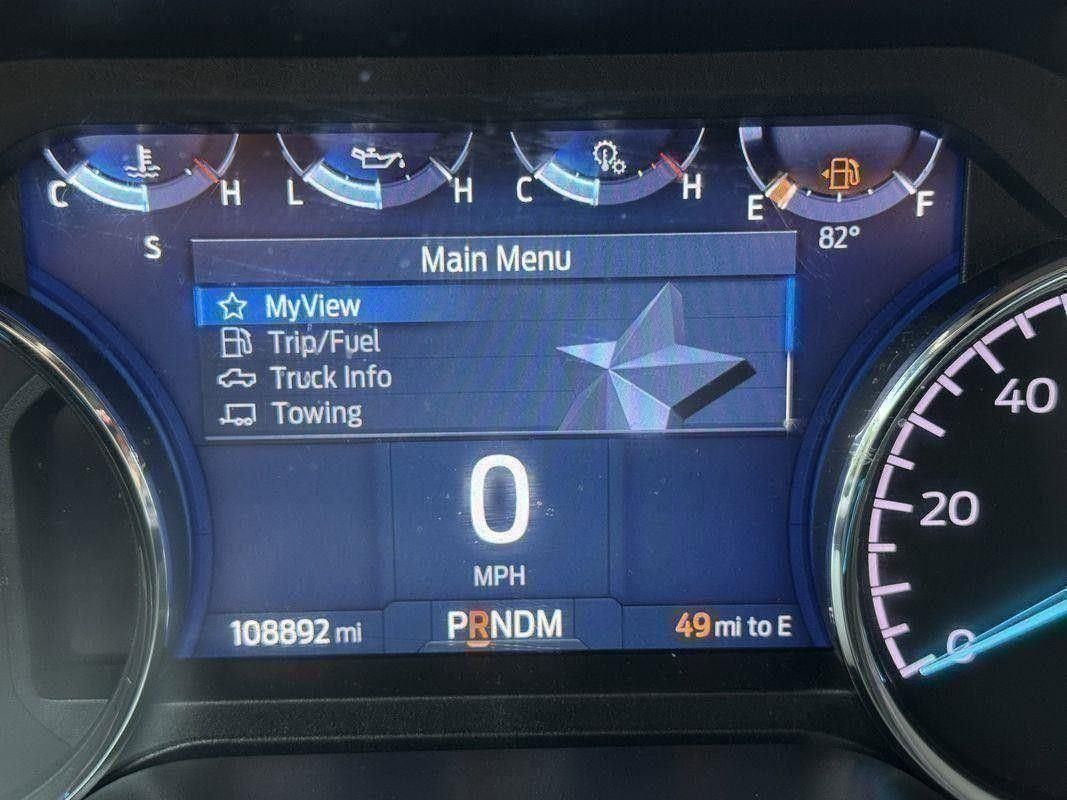 C H L H C H E F
S 82°
Main Menu
MyView
Trip/Fuel
Truck Info
Towing
40
20
0
0
MPH
108892 mi
PRNDM
49 mi to E